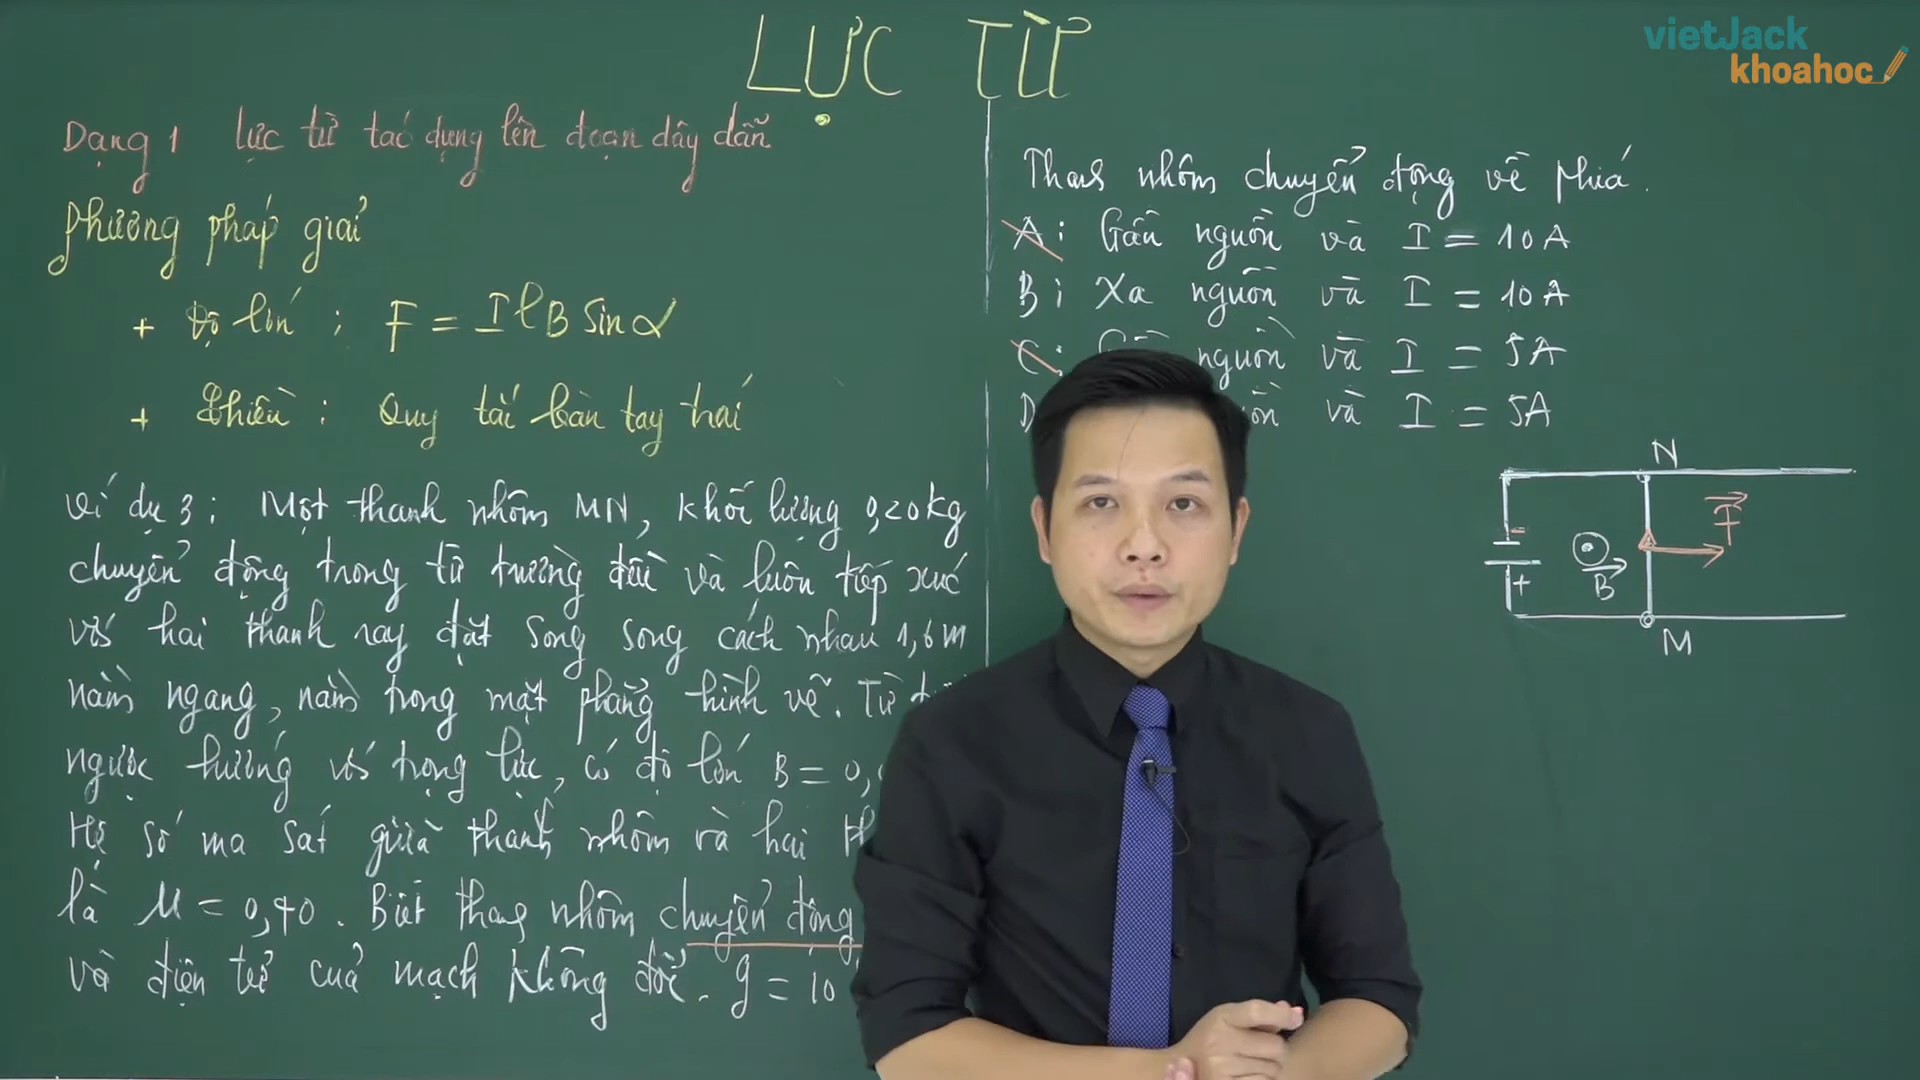 LỰC TỪ
vietJack
khoahoc
Dạng 1 lực từ tác dụng lên đoạn dây dẫn
phương pháp giải
+ Độ lớn : F = IlB sin α
+ Chiều : Quy tắc bàn tay trái
Ví dụ 3 : Một thanh nhôm MN, khối lượng 0,20kg
chuyển động trong từ trường đều và luôn tiếp xúc
với hai thanh ray đặt song song cách nhau 1,6m
nằm ngang, nằm trong mặt phẳng hình vẽ. Từ
ngược hướng với trọng lực, có độ lớn B = 0,
Hệ số ma sát giữa thanh nhôm và hai
là μ = 0,40. Biết thanh nhôm chuyển động
và điện trở của mạch không đổi. g = 10
Thanh nhôm chuyển động về phía.
A: Gần nguồn và I = 10A
B: Xa nguồn và I = 10A
C: nguồn và I = 5A
D và I = 5A
N
F
B
+
-
M